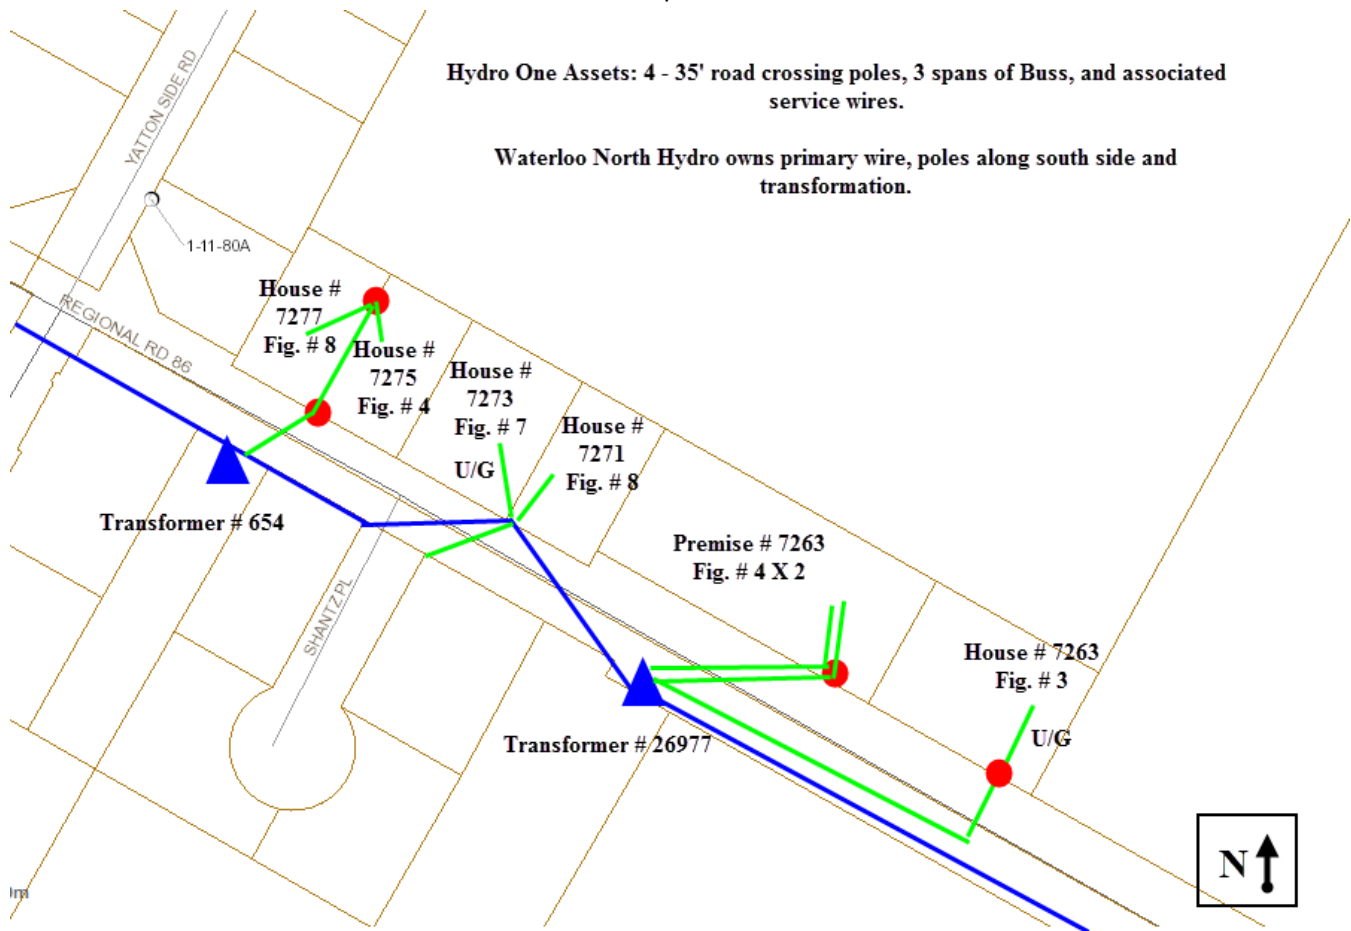 Hydro One Assets: 4 - 35' road crossing poles, 3 spans of Buss, and associated
service wires.
Waterloo North Hydro owns primary wire, poles along south side and
transformation.
YATTON SIDE RD
1-11-80A
REGIONAL RD 86
House #
7277
Fig. # 8
House #
7275
Fig. # 4
House #
7273
Fig. # 7
U/G
House #
7271
Fig. # 8
Transformer # 654
SHANTZ PL
Premise # 7263
Fig. # 4 X 2
House # 7263
Fig. # 3
U/G
Transformer # 26977
N